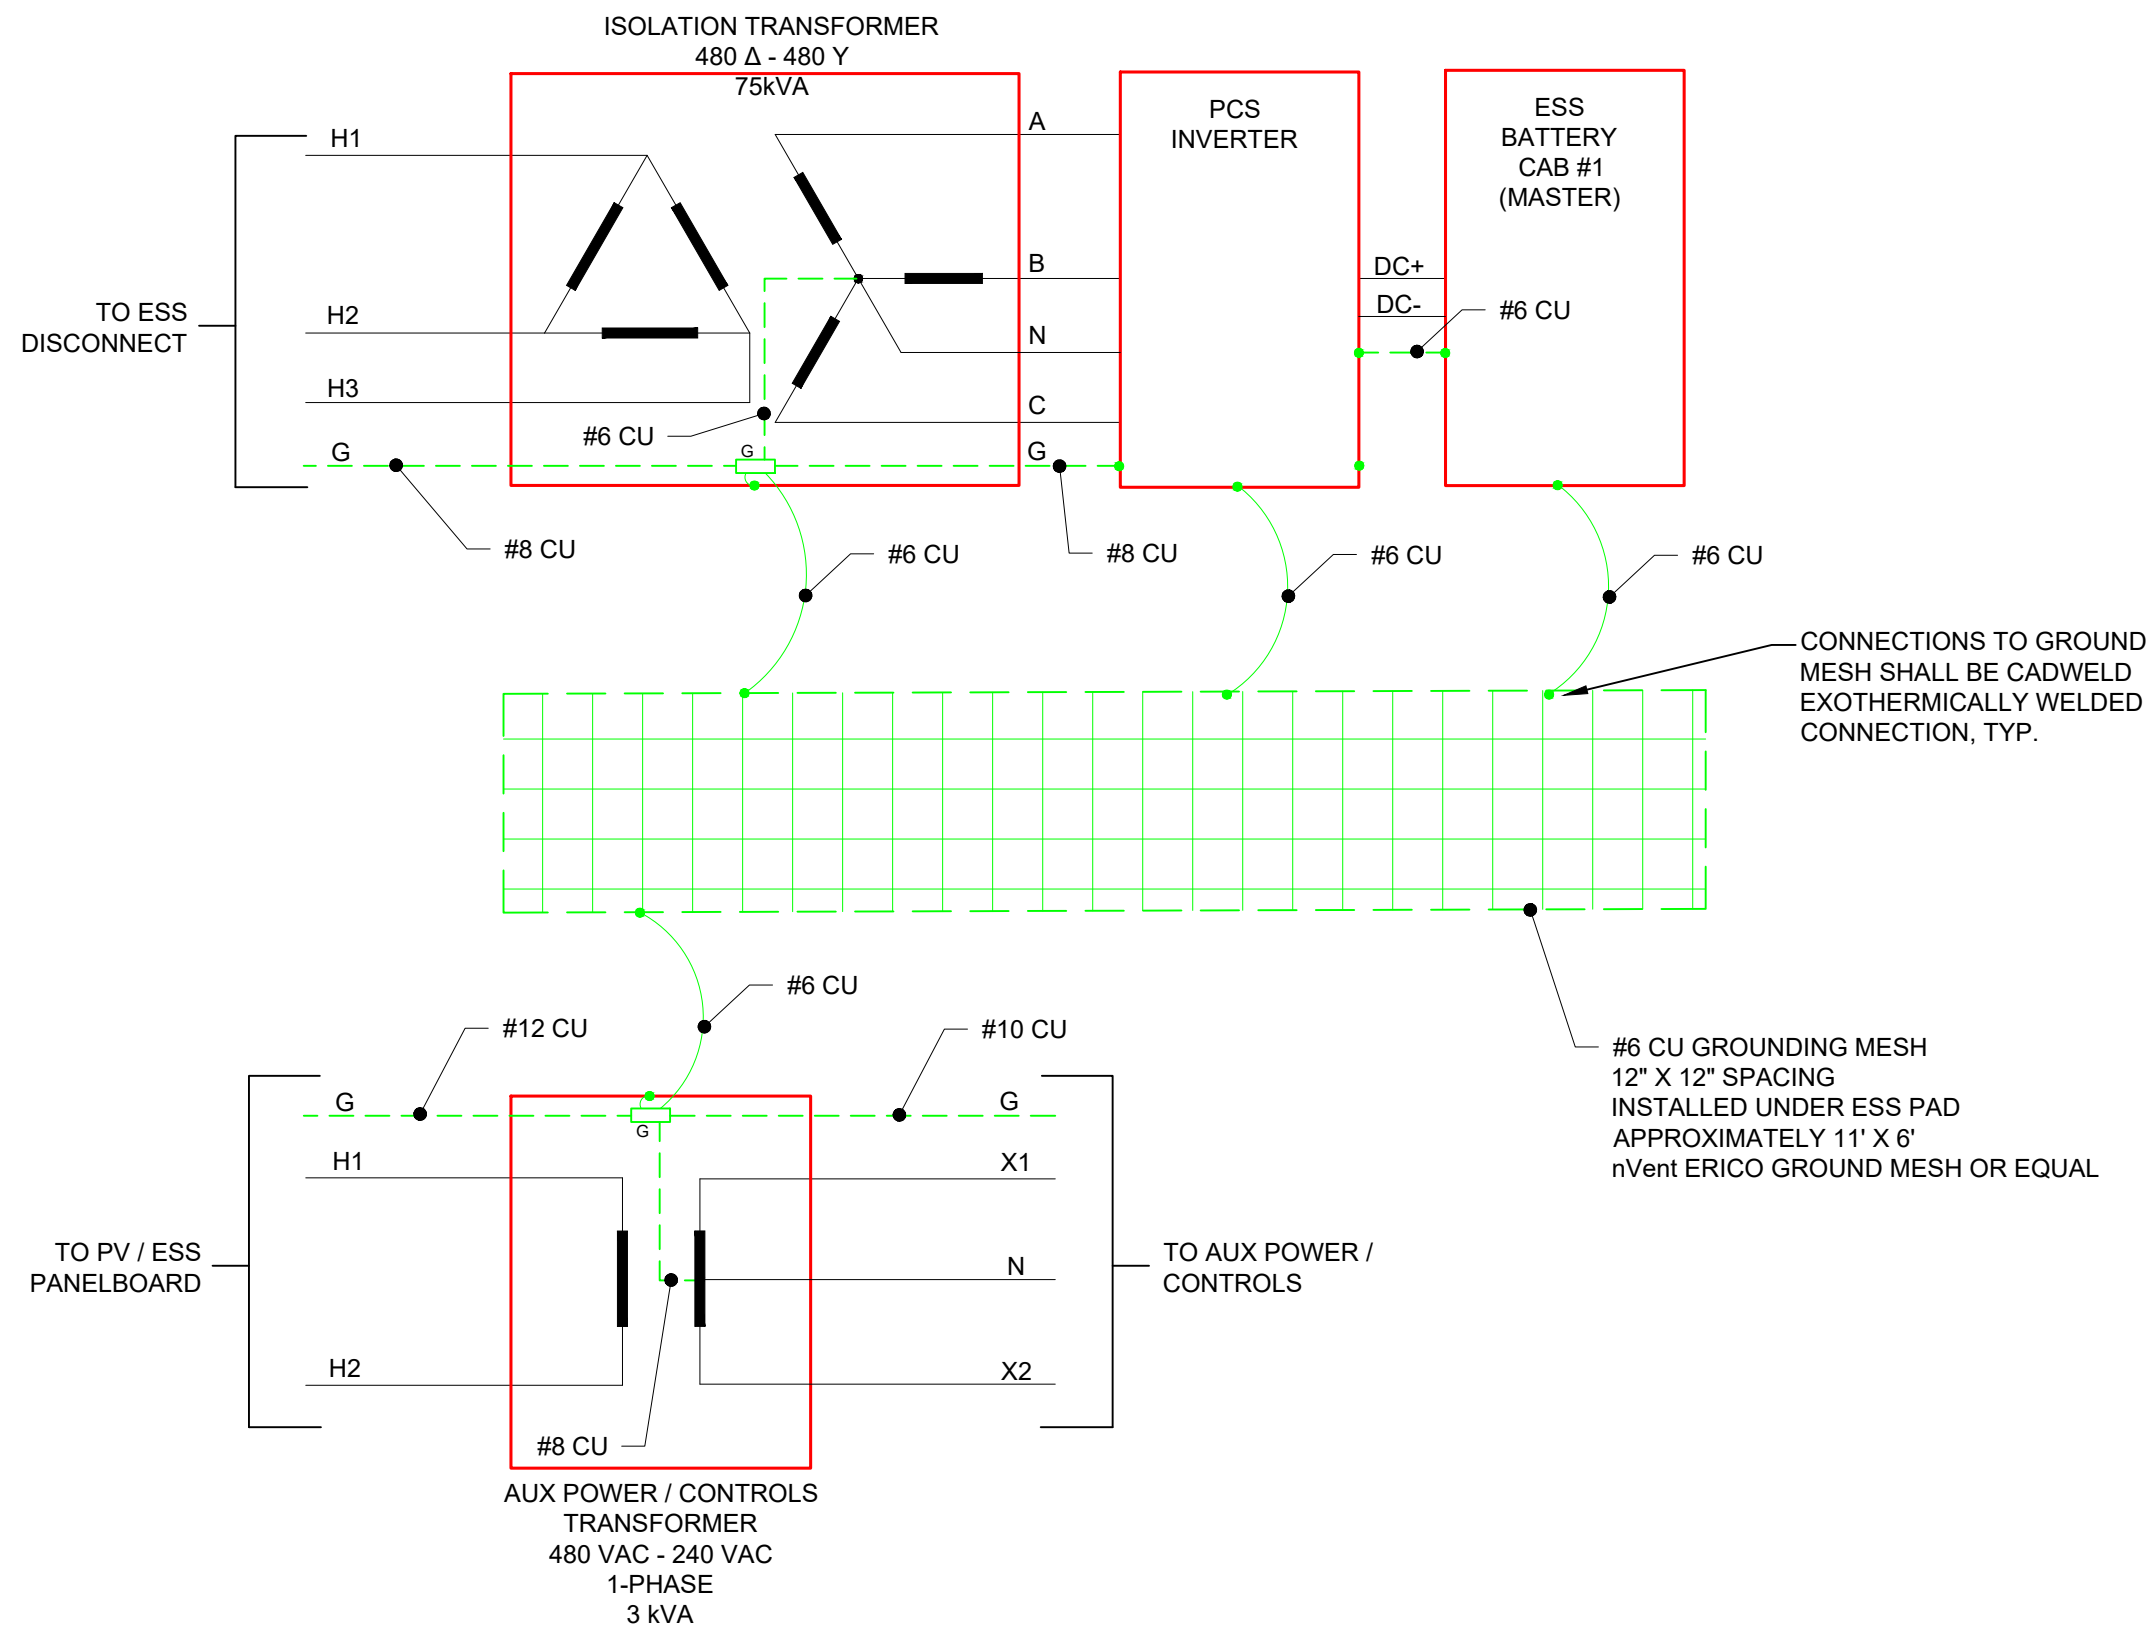 ISOLATION TRANSFORMER
480 Δ - 480 Y
75kVA
H1
H2
H3
G
TO ESS
DISCONNECT
A
B
N
C
G
G
#6 CU
PCS
INVERTER
ESS
BATTERY
CAB #1
(MASTER)
DC+
DC-
#6 CU
#8 CU
#6 CU
#8 CU
#6 CU
#6 CU
CONNECTIONS TO GROUND
MESH SHALL BE CADWELD
EXOTHERMICALLY WELDED
CONNECTION, TYP.
#6 CU
#12 CU
#10 CU
#6 CU GROUNDING MESH
12" X 12" SPACING
INSTALLED UNDER ESS PAD
APPROXIMATELY 11' X 6'
nVent ERICO GROUND MESH OR EQUAL
G
H1
H2
TO PV / ESS
PANELBOARD
G
G
X1
N
X2
TO AUX POWER /
CONTROLS
#8 CU
AUX POWER / CONTROLS
TRANSFORMER
480 VAC - 240 VAC
1-PHASE
3 kVA